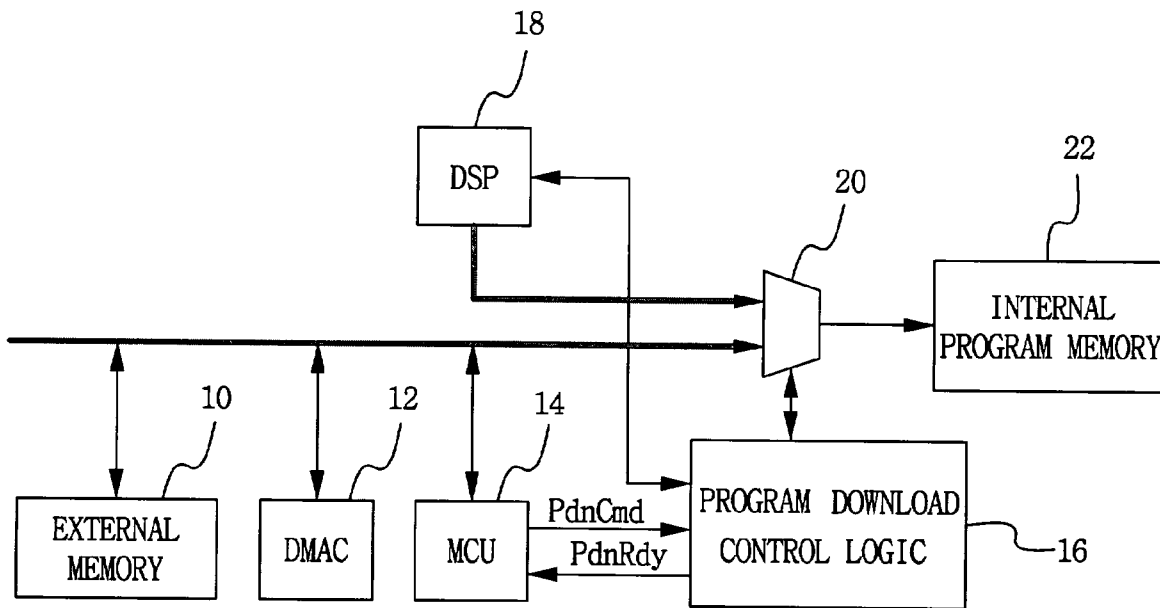 18
DSP
20
22
INTERNAL
PROGRAM MEMORY
10
12
14
EXTERNAL
MEMORY
DMAC
MCU
PdnCmd
PdnRdy
PROGRAM DOWNLOAD
CONTROL LOGIC
16